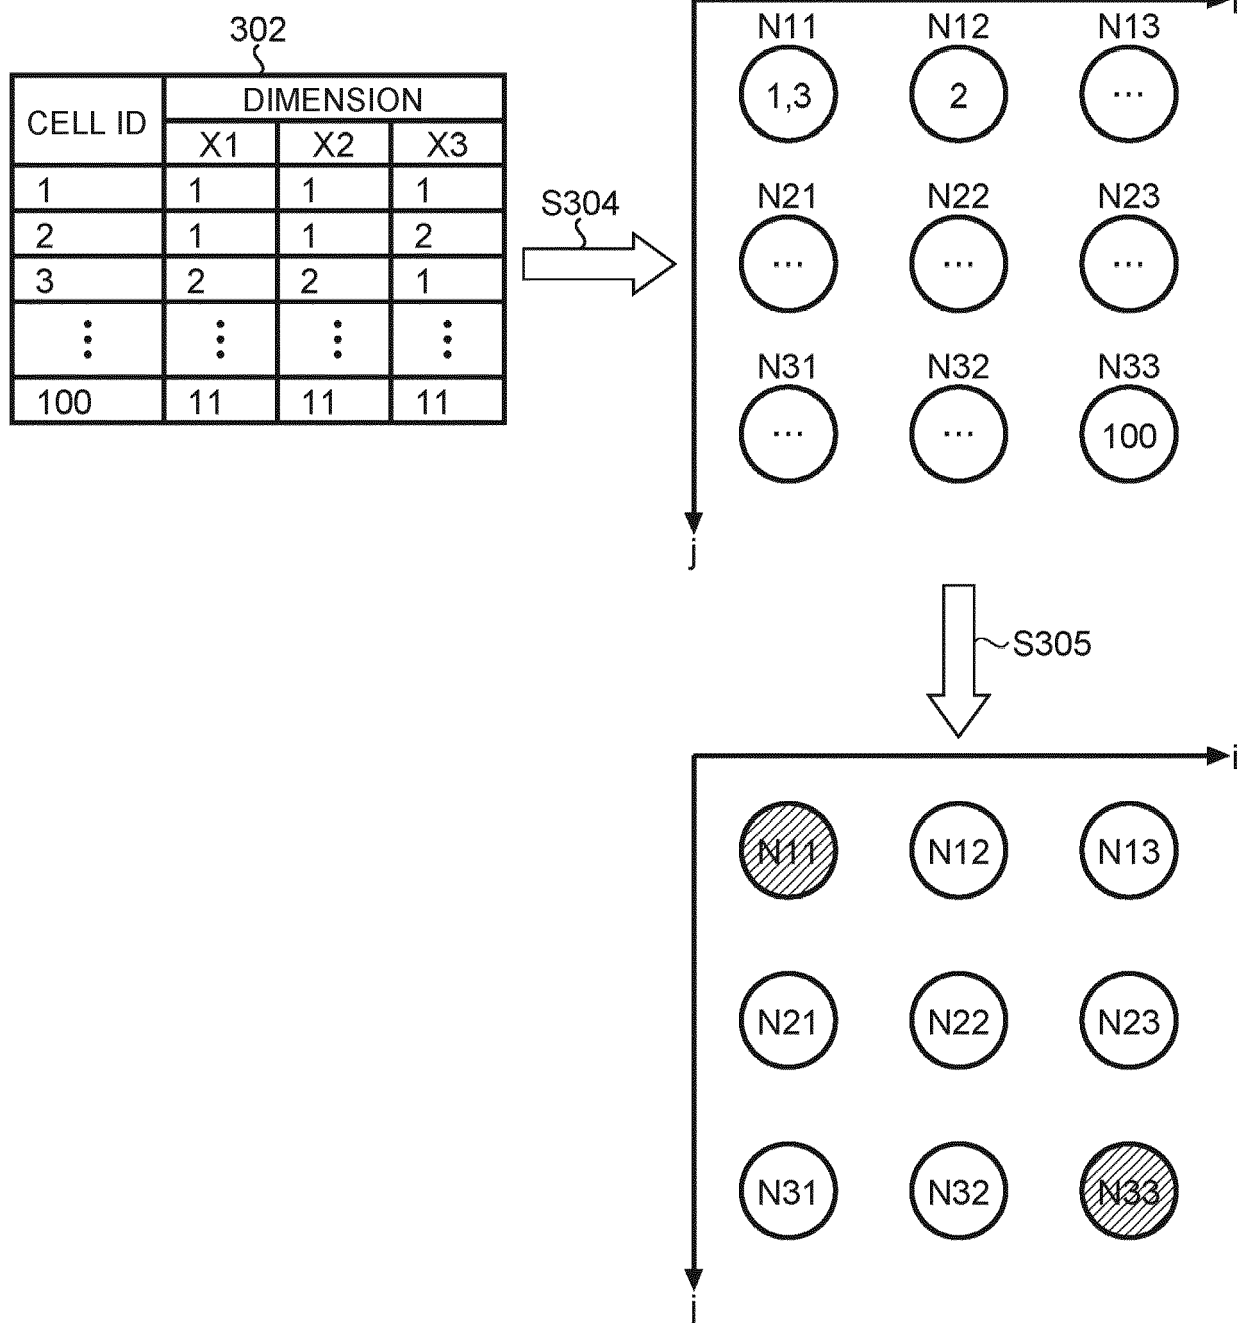 302
CELL ID DIMENSION
X1 X2 X3
1 1 1 1
2 1 1 2
3 2 2 1
⋮ ⋮ ⋮ ⋮
100 11 11 11
S304
N11 N12 N13
1,3 2 ...
N21 N22 N23
... ... ...
N31 N32 N33
... ... 100
j
S305
i
N11 N12 N13
N21 N22 N23
N31 N32 N33